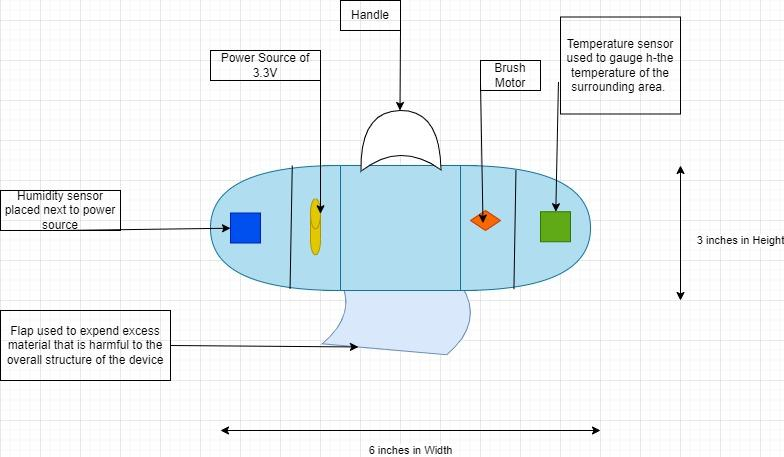 Handle
Power Source of
3.3V
Brush
Motor
Temperature sensor
used to gauge h-the
temperature of the
surrounding area.
Humidity sensor
placed next to power
source
3 inches in Height
Flap used to expend excess
material that is harmful to the
overall structure of the device
6 inches in Width